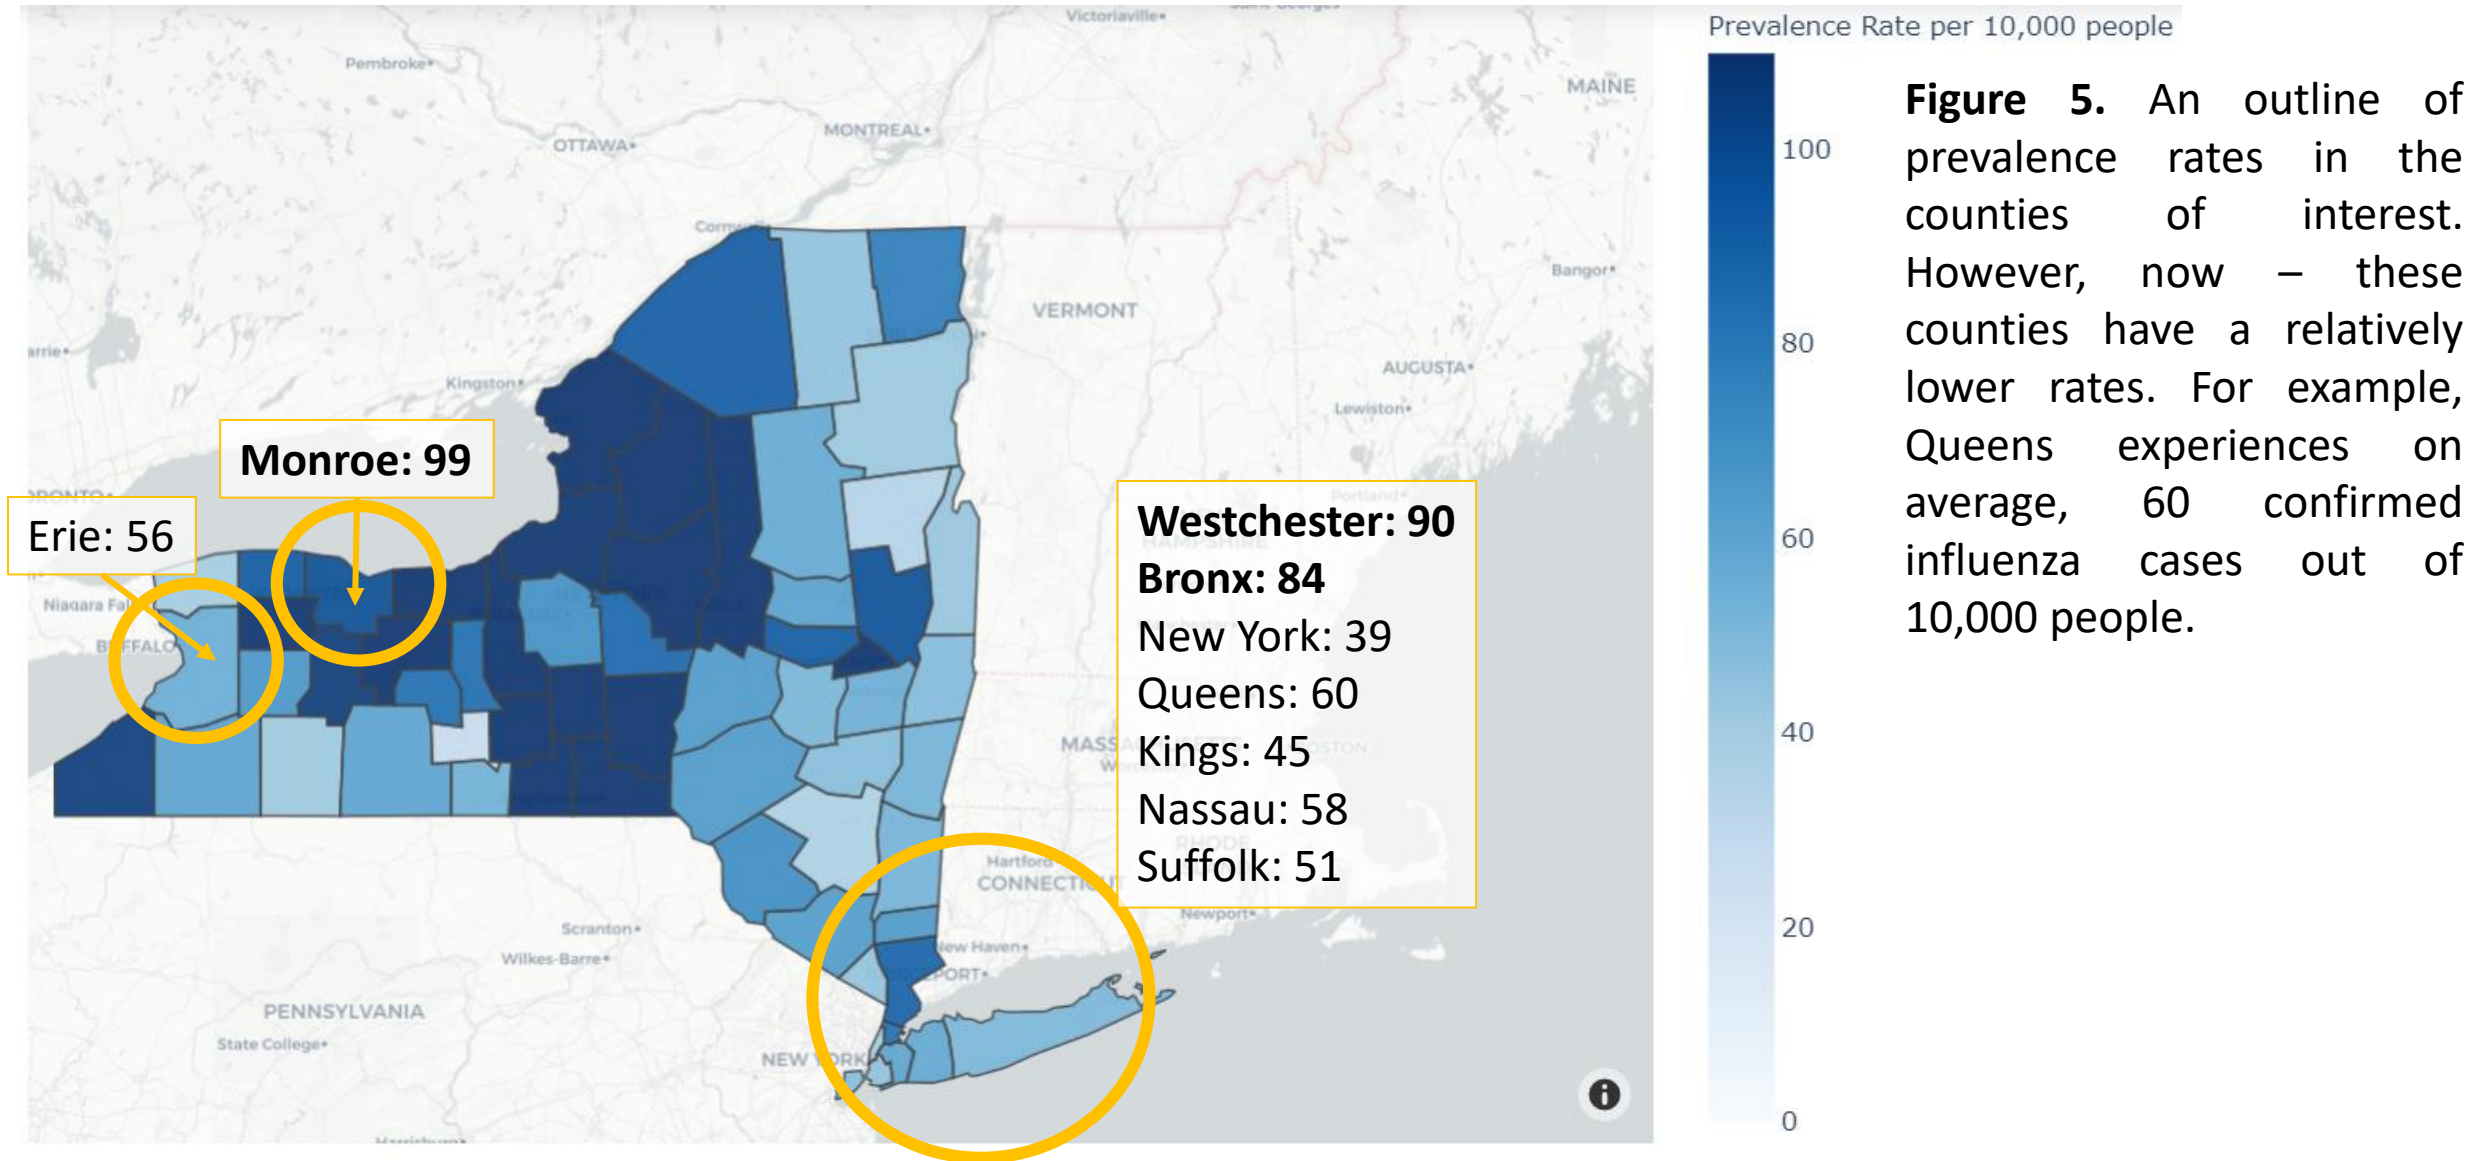 Victoriaville
Prevalence Rate per 10,000 people
Pembroke
MAINE
OTTAWA
MONTREAL
100
80
60
40
20
0
Figure 5. An outline of
prevalence rates in the
counties of interest.
However, now – these
counties have a relatively
lower rates. For example,
Queens experiences on
average, 60 confirmed
influenza cases out of
10,000 people.
Bangor
VERMONT
AUGUSTA
Kingston
Lewiston
Portland
Monroe: 99
Erie: 56
Westchester: 90
Bronx: 84
New York: 39
Queens: 60
Kings: 45
Nassau: 58
Suffolk: 51
HAMPSHIRE
Niagara
BUFFALO
Hartford
CONNECTICUT
RHODE
Newport
Scranton
Wilkes-Barre
New Haven
PENNSYLVANIA
State College
NEW YORK